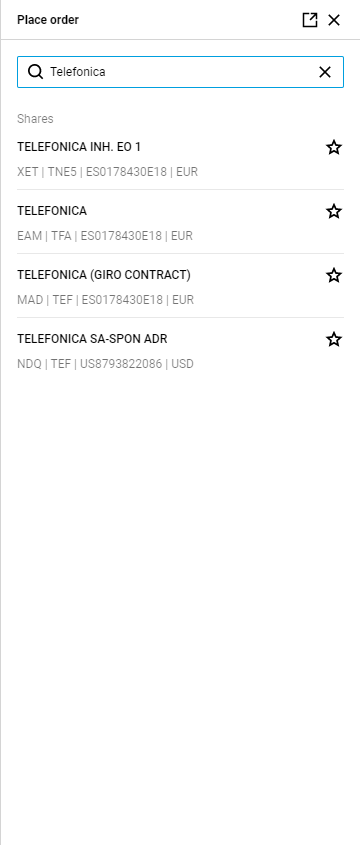 Place order
Telefonica
Shares
TELEFONICA INH. EO 1
XET | TNE5 | ES0178430E18 | EUR
TELEFONICA
EAM | TFA | ES0178430E18 | EUR
TELEFONICA (GIRO CONTRACT)
MAD | TEF | ES0178430E18 | EUR
TELEFONICA SA-SPON ADR
NDQ | TEF | US8793822086 | USD